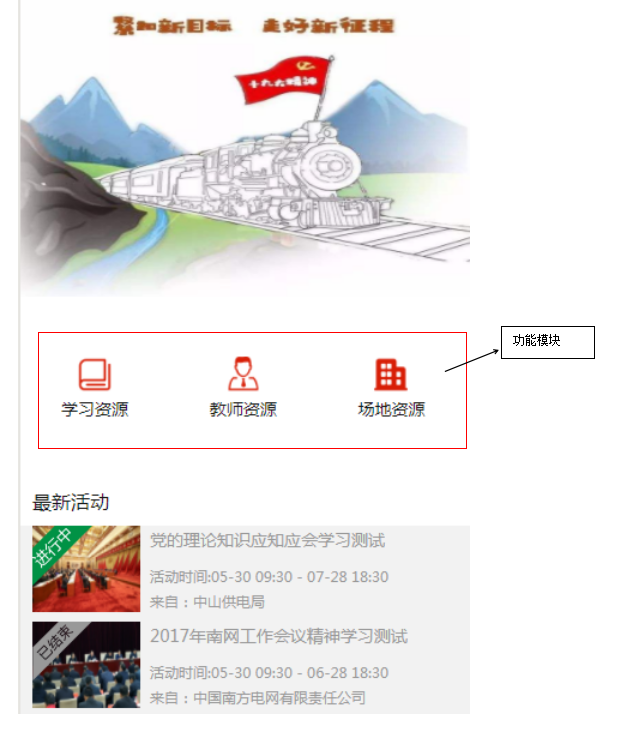 紧扣新目标 走好新征程
十九大精神
功能模块
学习资源 教师资源 场地资源
最新活动
进行中
党的理论知识应知应会学习测试
活动时间:05-30 09:30 - 07-28 18:30
来自：中山供电局
已结束
2017年南网工作会议精神学习测试
活动时间:05-30 09:30 - 06-28 18:30
来自：中国南方电网有限责任公司